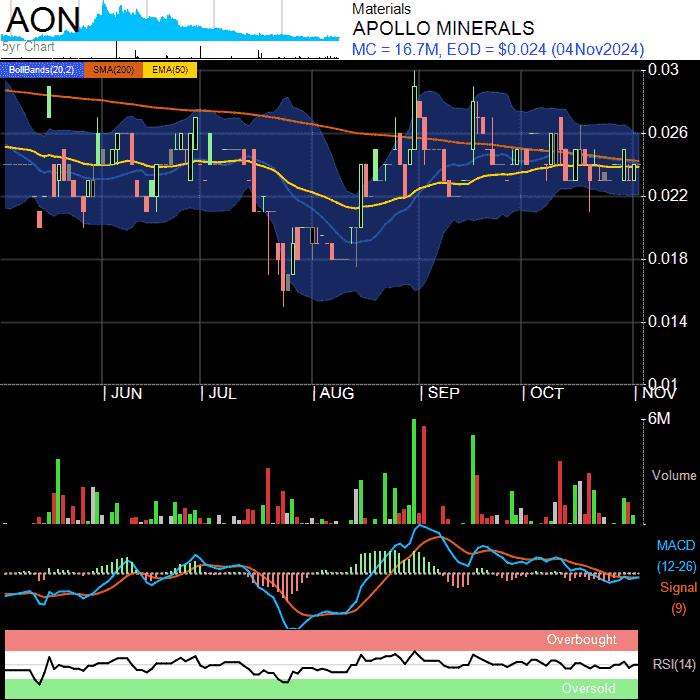 AON
5yr Chart
Materials
APOLLO MINERALS
MC = 16.7M, EOD = $0.024 (04Nov2024)
BollBands(20,2) SMA(200) EMA(50)
0.03
0.026
0.022
0.018
0.014
0.01
JUN JUL AUG SEP OCT NOV
6M
Volume
MACD
(12-26)
Signal
(9)
Overbought
RSI(14)
Oversold